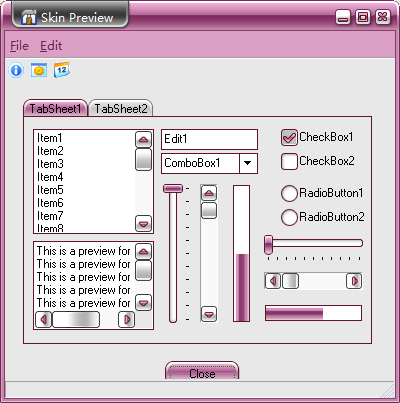 Skin Preview
File Edit
12
TabSheet1 TabSheet2
Item1
Item2
Item3
Item4
Item5
Item6
Item7
Item8
Edit1
ComboBox1
CheckBox1
CheckBox2
RadioButton1
RadioButton2
This is a preview for
This is a preview for
This is a preview for
This is a preview for
This is a preview for
Close